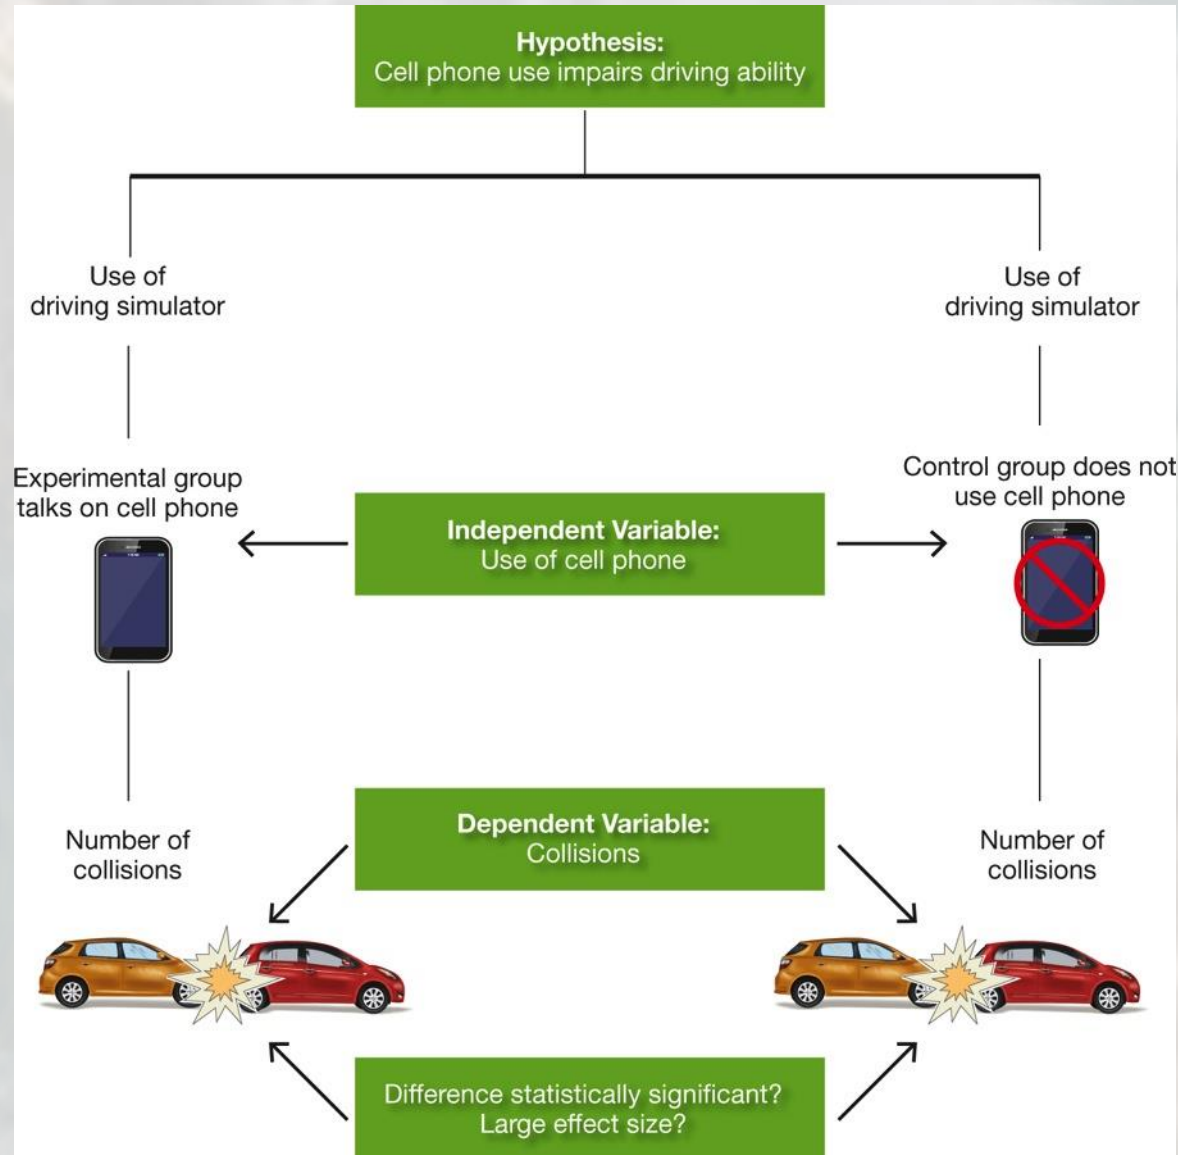 Hypothesis:
Cell phone use impairs driving ability
Use of
driving simulator
Use of
driving simulator
Experimental group
talks on cell phone
Independent Variable:
Use of cell phone
Control group does not
use cell phone
Number of
collisions
Dependent Variable:
Collisions
Number of
collisions
Difference statistically significant?
Large effect size?